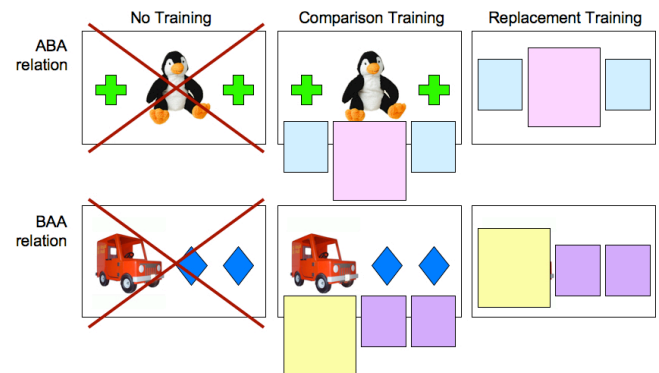 No Training
Comparison Training
Replacement Training
ABA
relation
BAA
relation